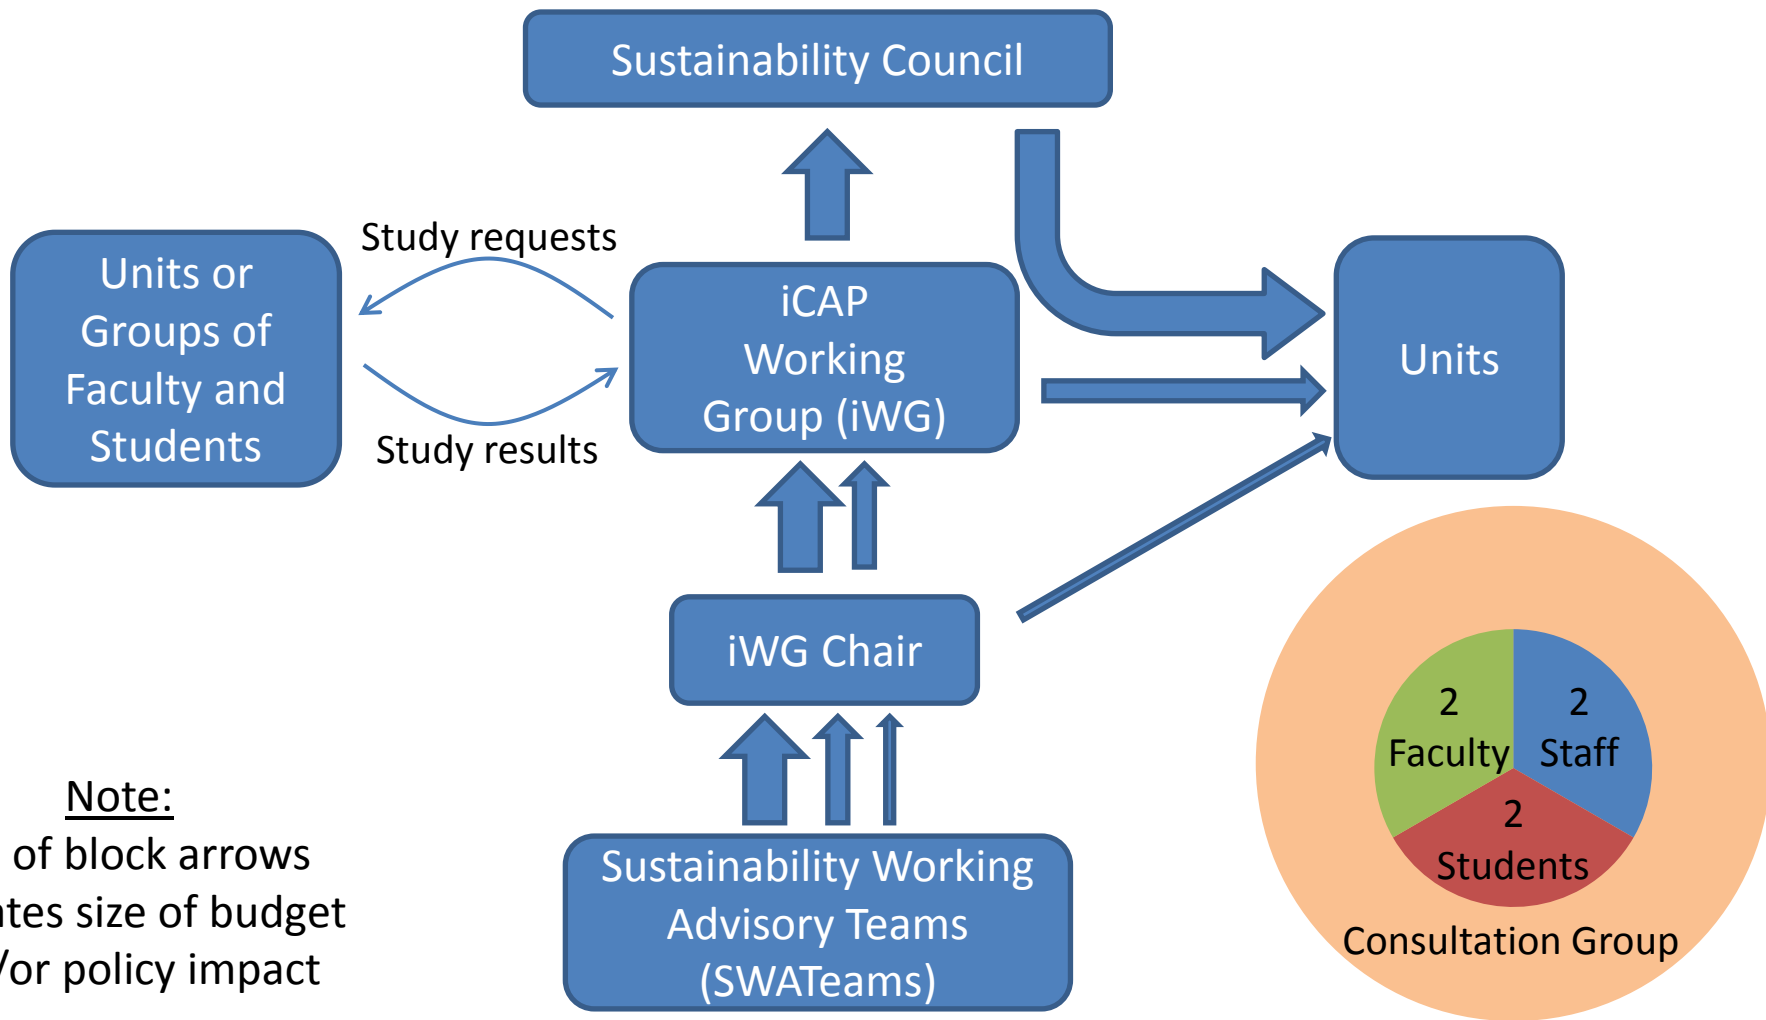 Sustainability Council
Study requests
Units or
Groups of
Faculty and
Students
iCAP
Working
Group (iWG)
Units
Study results
iWG Chair
2
Faculty
2
Staff
2
Students
Consultation Group
Note:
of block arrows
size of budget
/or policy impact
Sustainability Working
Advisory Teams
(SWATeams)